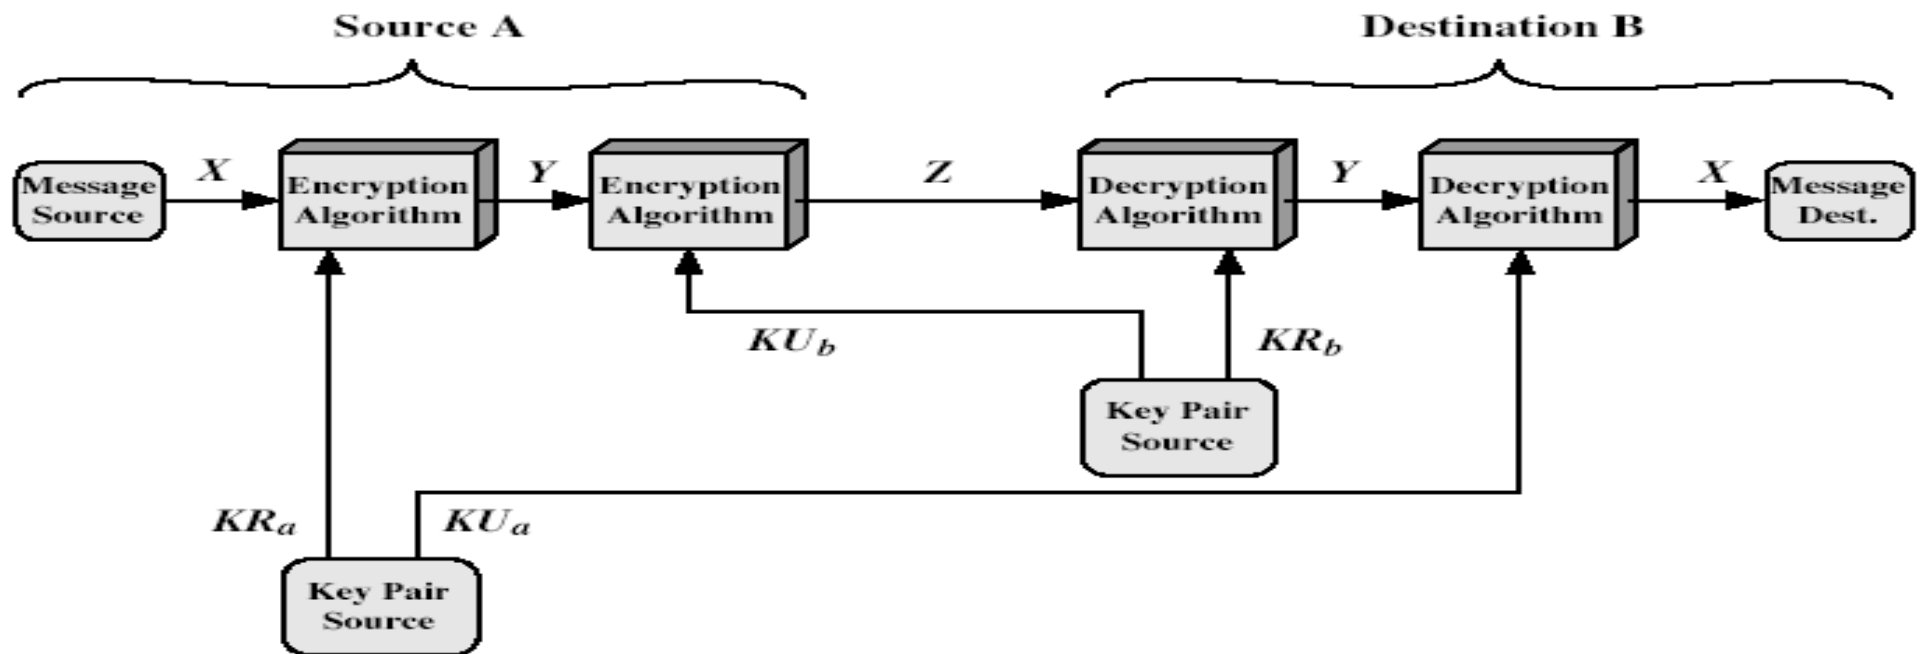 Source A
Destination B
Message
Source
X
Encryption
Algorithm
Y
Encryption
Algorithm
Z
Decryption
Algorithm
Y
Decryption
Algorithm
X
Message
Dest.
KUb
KRb
Key Pair
Source
KRa
KUa
Key Pair
Source